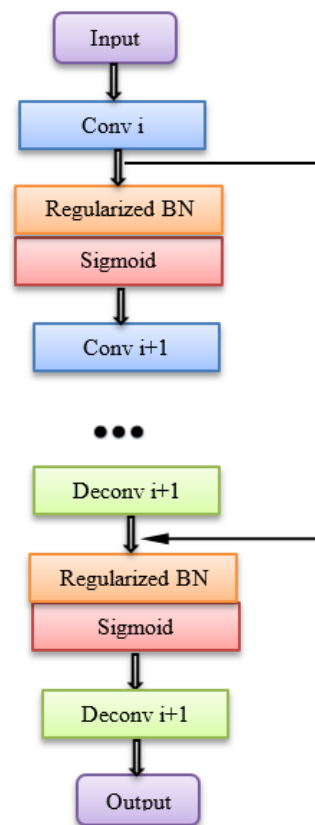 Input
Conv i
Regularized BN
Sigmoid
Conv i+1
Deconv i+1
Regularized BN
Sigmoid
Deconv i+1
Output